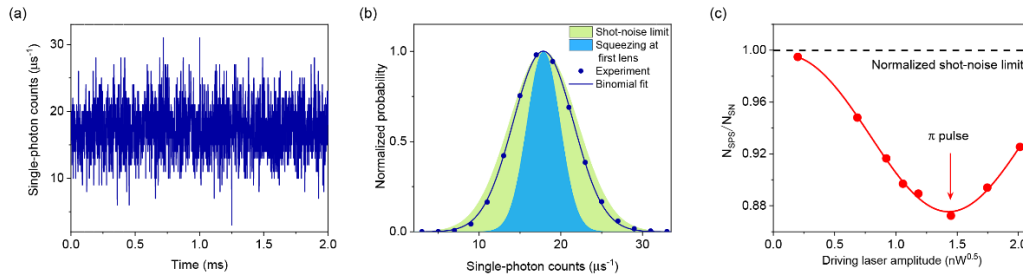 (a)
Single-photon counts (μs⁻¹)
30
20
10
0.0
0.5
1.0
1.5
2.0
Time (ms)
(b)
Normalized probability
1.0
0.5
0.0
Shot-noise limit
Squeezing at
first lens
Experiment
Binomial fit
10
20
30
Single-photon counts (μs⁻¹)
(c)
N_SPS/N_SN
1.00
0.96
0.92
0.88
Normalized shot-noise limit
π pulse
0.0
0.5
1.0
1.5
2.0
Driving laser amplitude (nW⁰·⁵)